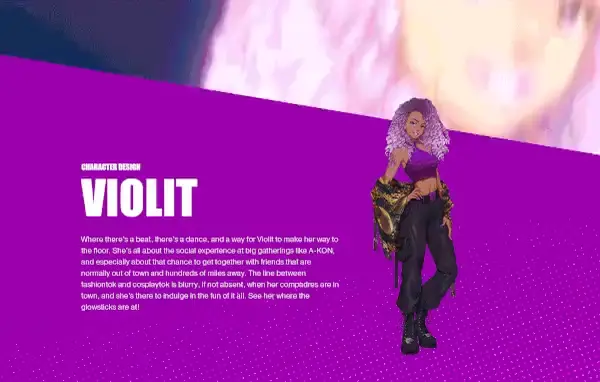 CHARACTER DESIGN
VIOLIT
Where there's a beat, there's a dance, and a way for Violit to make her way to
the floor. She's all about the social experience at big gatherings like A-KON,
and especially about that chance to get together with friends that are
normally out of town and hundreds of miles away. The line between
fashiontok and cosplaytok is blurry, if not absent, when her compadres are in
town, and she's there to indulge in the fun of it all. See her where the
glowsticks are at!